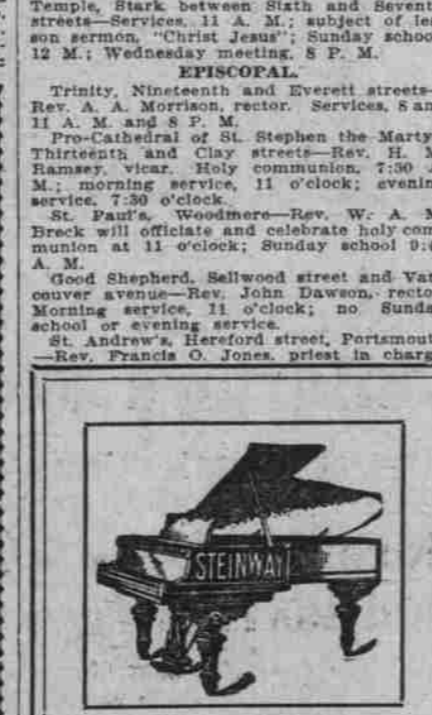 Temple, Stark between Sixth and Sevent
streets—Services, 11 A. M.; subject of les
son sermon, "Christ Jesus"; Sunday schoo
12 M.; Wednesday meeting, 8 P. M.
EPISCOPAL.
Trinity, Nineteenth and Everett streets—
Rev. A. A. Morrison, rector. Services, 8 an
11 A. M. and 8 P. M.
Pro-Cathedral of St. Stephen the Marty
Thirteenth and Clay streets—Rev. H. M
Ramsey, vicar. Holy communion, 7:30 A
M.; morning service, 11 o'clock; evenin
service, 7:30 o'clock.
St. Paul's, Woodmere—Rev. W. A. M
Breck will officiate and celebrate holy com
munion at 11 o'clock; Sunday school 9:4
A. M.
Good Shepherd, Sellwood street and Van
couver avenue—Rev. John Dawson, recto
Morning service, 11 o'clock; no Sunda
school or evening service.
St. Andrew's, Hereford street, Portsmout
—Rev. Francis O. Jones, priest in charg
STEINWAY